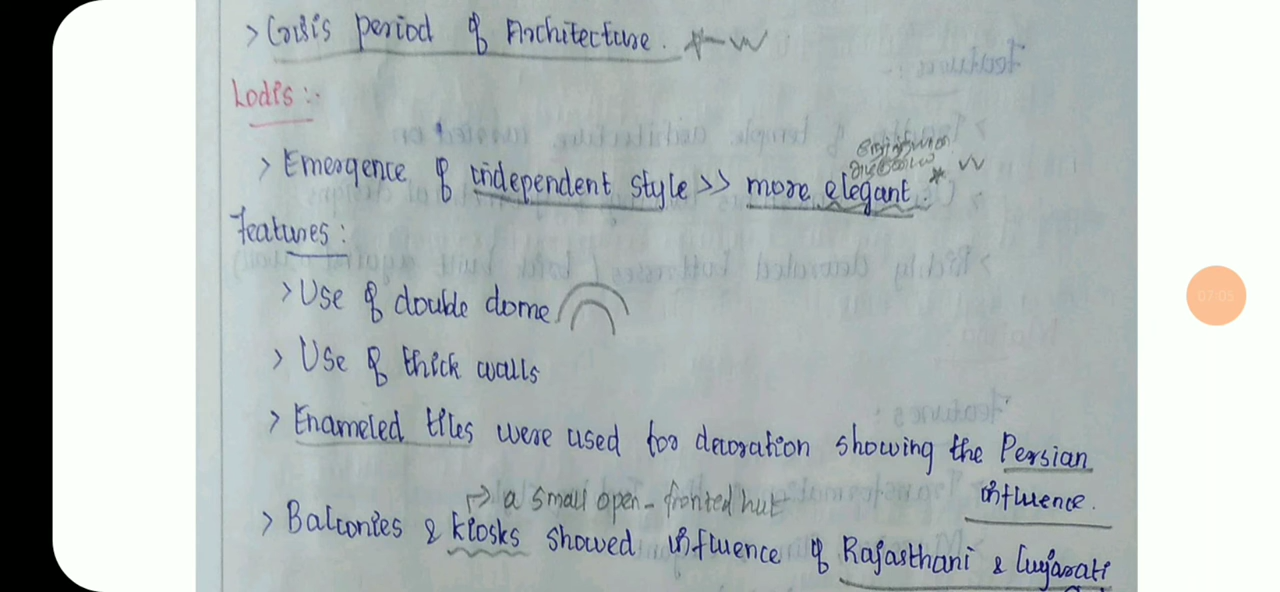 > Crisis period of Architecture.
Lodis :-
> Emergence of independent style >> more elegant.
Features :
> Use of double dome
> Use of thick walls
> Enameled tiles were used for decoration showing the Persian
influence.
→ a small open-fronted hut
> Balconies & kiosks showed influence of Rajasthani & Gujarati
07:05